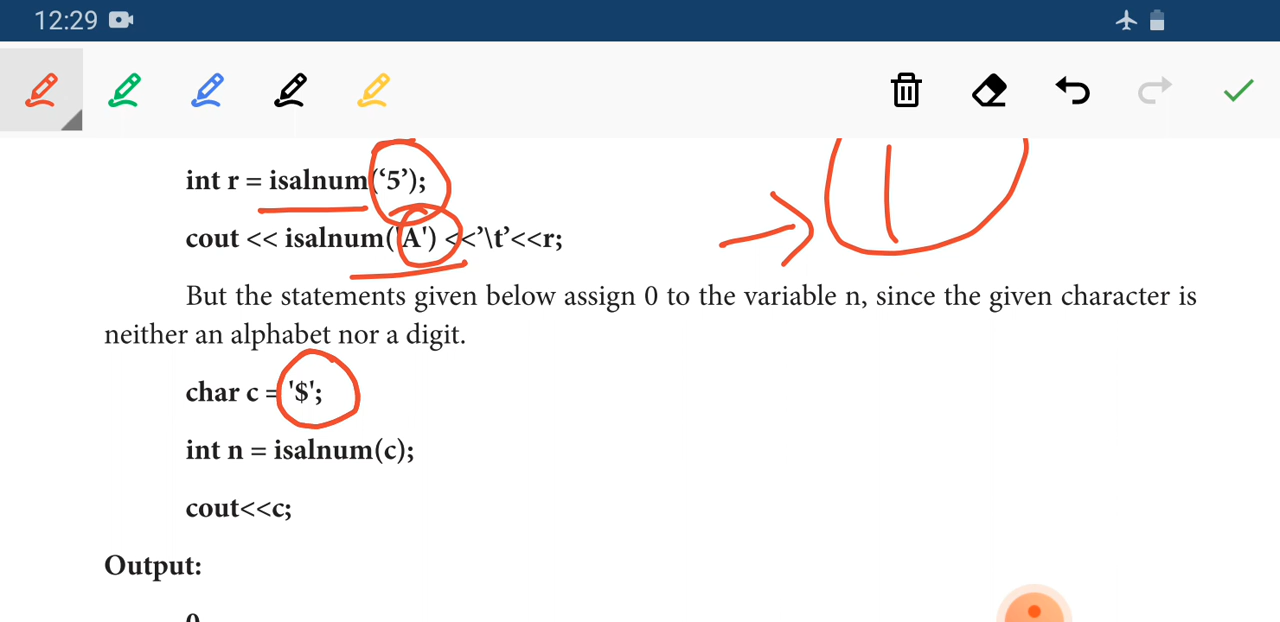 12:29
int r = isalnum(‘5’);
cout << isalnum('A') <<’\t’<<r;
But the statements given below assign 0 to the variable n, since the given character is
neither an alphabet nor a digit.
char c = '$';
int n = isalnum(c);
cout<<c;
Output:
0